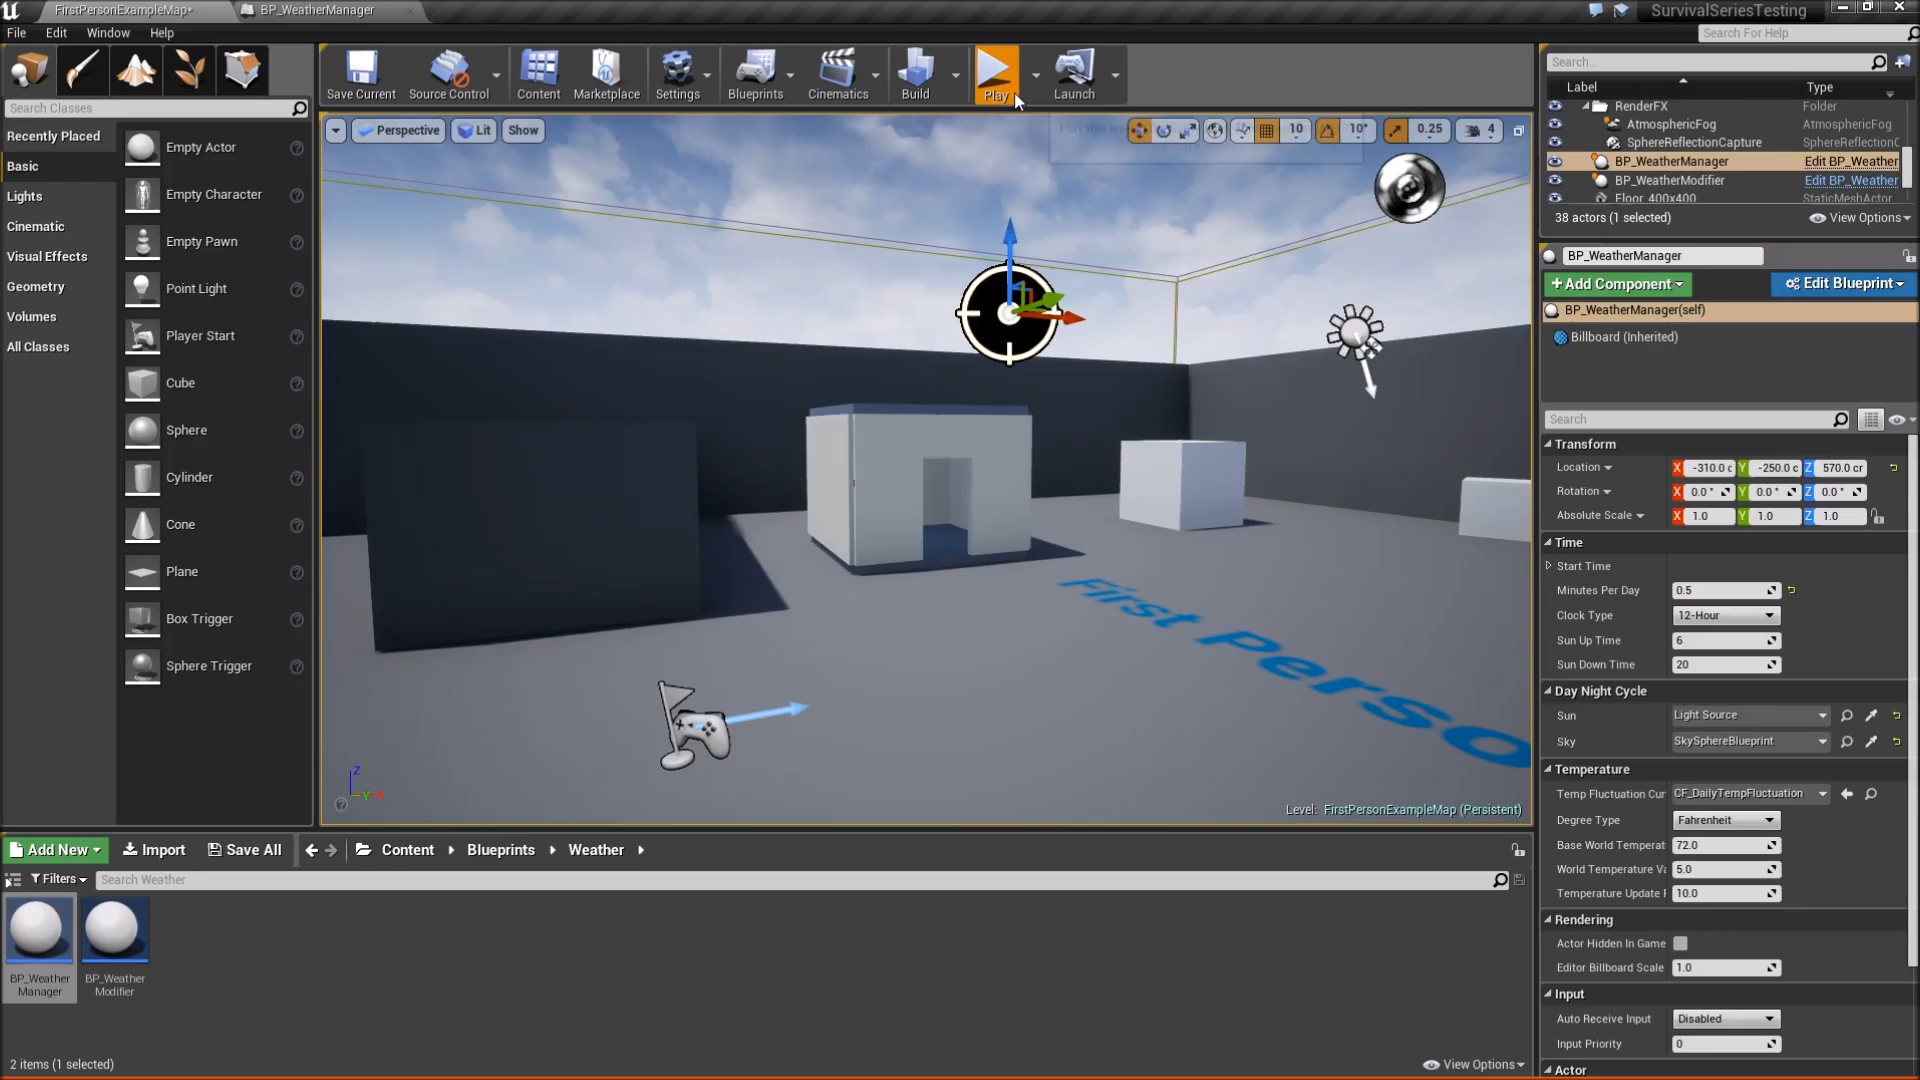 FirstPersonExampleMap*
BP_WeatherManager
SurvivalSeriesTesting
File Edit Window Help
Search For Help
Save Current
Source Control
Content
Marketplace
Settings
Blueprints
Cinematics
Build
Play
Launch
Search Classes
Recently Placed
Basic
Lights
Cinematic
Visual Effects
Geometry
Volumes
All Classes
Empty Actor
Empty Character
Empty Pawn
Point Light
Player Start
Cube
Sphere
Cylinder
Cone
Plane
Box Trigger
Sphere Trigger
Perspective
Lit
Show
10
10°
0.25
4
First Perso
Level: FirstPersonExampleMap (Persistent)
Search...
Label Type
RenderFX Folder
AtmosphericFog AtmosphericFog
SphereReflectionCapture SphereReflectionC
BP_WeatherManager Edit BP_Weather
BP_WeatherModifier Edit BP_Weather
Floor_400x400 StaticMeshActor
38 actors (1 selected)
View Options
BP_WeatherManager
+Add Component
Edit Blueprint
BP_WeatherManager(self)
Billboard (Inherited)
Search
Transform
Location X -310.0 c Y -250.0 c Z 570.0 cr
Rotation X 0.0 ° Y 0.0 ° Z 0.0 °
Absolute Scale X 1.0 Y 1.0 Z 1.0
Time
Start Time
Minutes Per Day 0.5
Clock Type 12-Hour
Sun Up Time 6
Sun Down Time 20
Day Night Cycle
Sun Light Source
Sky SkySphereBlueprint
Temperature
Temp Fluctuation Cur CF_DailyTempFluctuation
Degree Type Fahrenheit
Base World Temperat 72.0
World Temperature Va 5.0
Temperature Update F 10.0
Rendering
Actor Hidden In Game
Editor Billboard Scale 1.0
Input
Auto Receive Input Disabled
Input Priority 0
Actor
Add New
Import
Save All
Content
Blueprints
Weather
Filters
Search Weather
BP_Weather
Manager
BP_Weather
Modifier
2 items (1 selected)
View Options